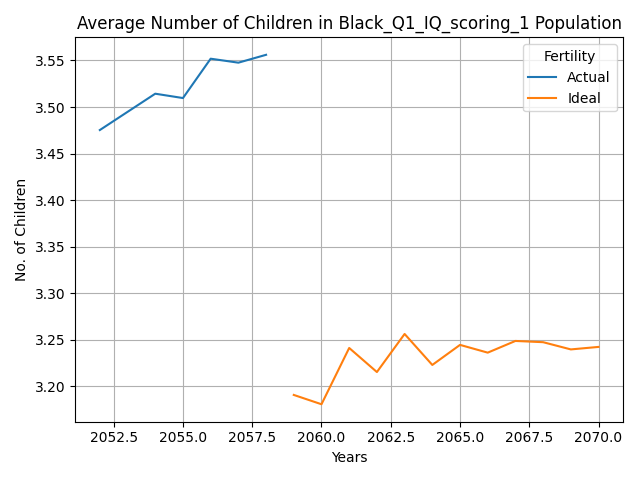 Average Number of Children in Black_Q1_IQ_scoring_1 Population
Fertility
Actual
Ideal
3.55
3.50
3.45
3.40
3.35
3.30
3.25
3.20
No. of Children
2052.5 2055.0 2057.5 2060.0 2062.5 2065.0 2067.5 2070.0
Years